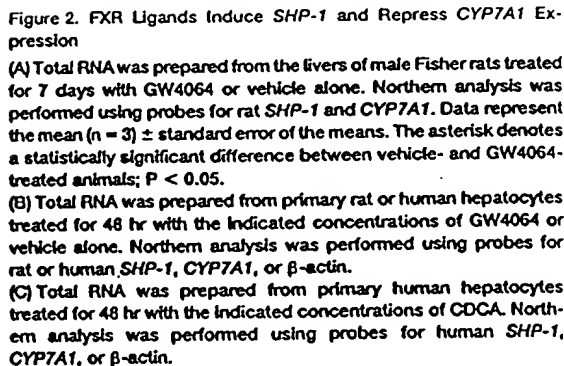 Figure 2. FXR Ligands Induce SHP-1 and Repress CYP7A1 Ex-
pression
(A) Total RNA was prepared from the livers of male Fisher rats treated
for 7 days with GW4064 or vehicle alone. Northern analysis was
performed using probes for rat SHP-1 and CYP7A1. Data represent
the mean (n = 3) ± standard error of the means. The asterisk denotes
a statistically significant difference between vehicle- and GW4064-
treated animals; P < 0.05.
(B) Total RNA was prepared from primary rat or human hepatocytes
treated for 48 hr with the indicated concentrations of GW4064 or
vehicle alone. Northern analysis was performed using probes for
rat or human SHP-1, CYP7A1, or β-actin.
(C) Total RNA was prepared from primary human hepatocytes
treated for 48 hr with the indicated concentrations of CDCA. North-
ern analysis was performed using probes for human SHP-1,
CYP7A1, or β-actin.